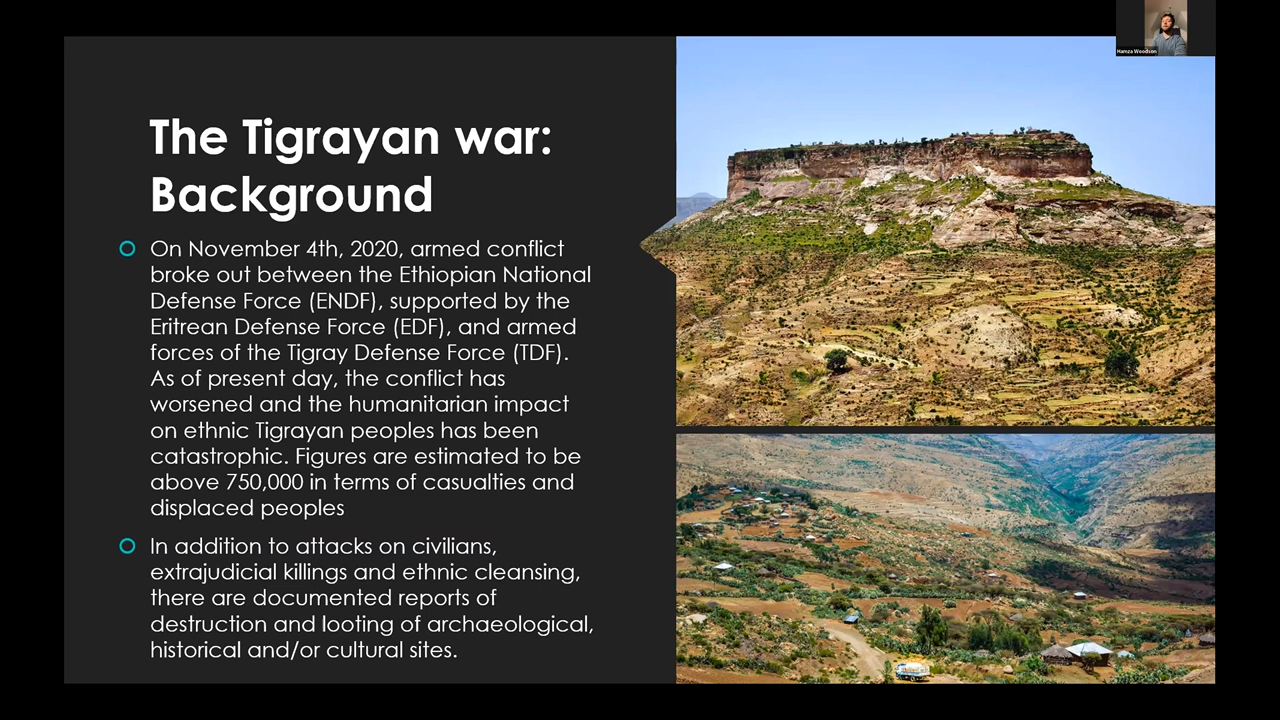 Hamza Woodson
The Tigrayan war:
Background
On November 4th, 2020, armed conflict
broke out between the Ethiopian National
Defense Force (ENDF), supported by the
Eritrean Defense Force (EDF), and armed
forces of the Tigray Defense Force (TDF).
As of present day, the conflict has
worsened and the humanitarian impact
on ethnic Tigrayan peoples has been
catastrophic. Figures are estimated to be
above 750,000 in terms of casualties and
displaced peoples
In addition to attacks on civilians,
extrajudicial killings and ethnic cleansing,
there are documented reports of
destruction and looting of archaeological,
historical and/or cultural sites.